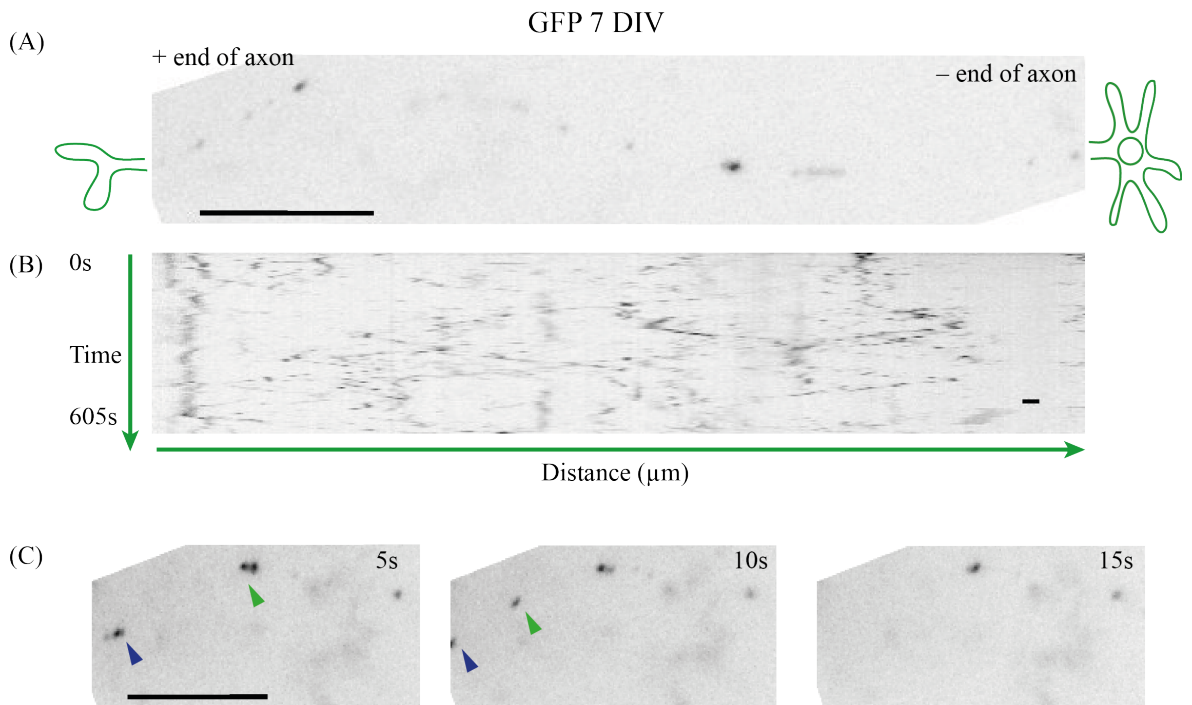 GFP 7 DIV
(A)
+ end of axon
– end of axon
(B)
0s
Time
605s
Distance (µm)
(C)
5s
10s
15s